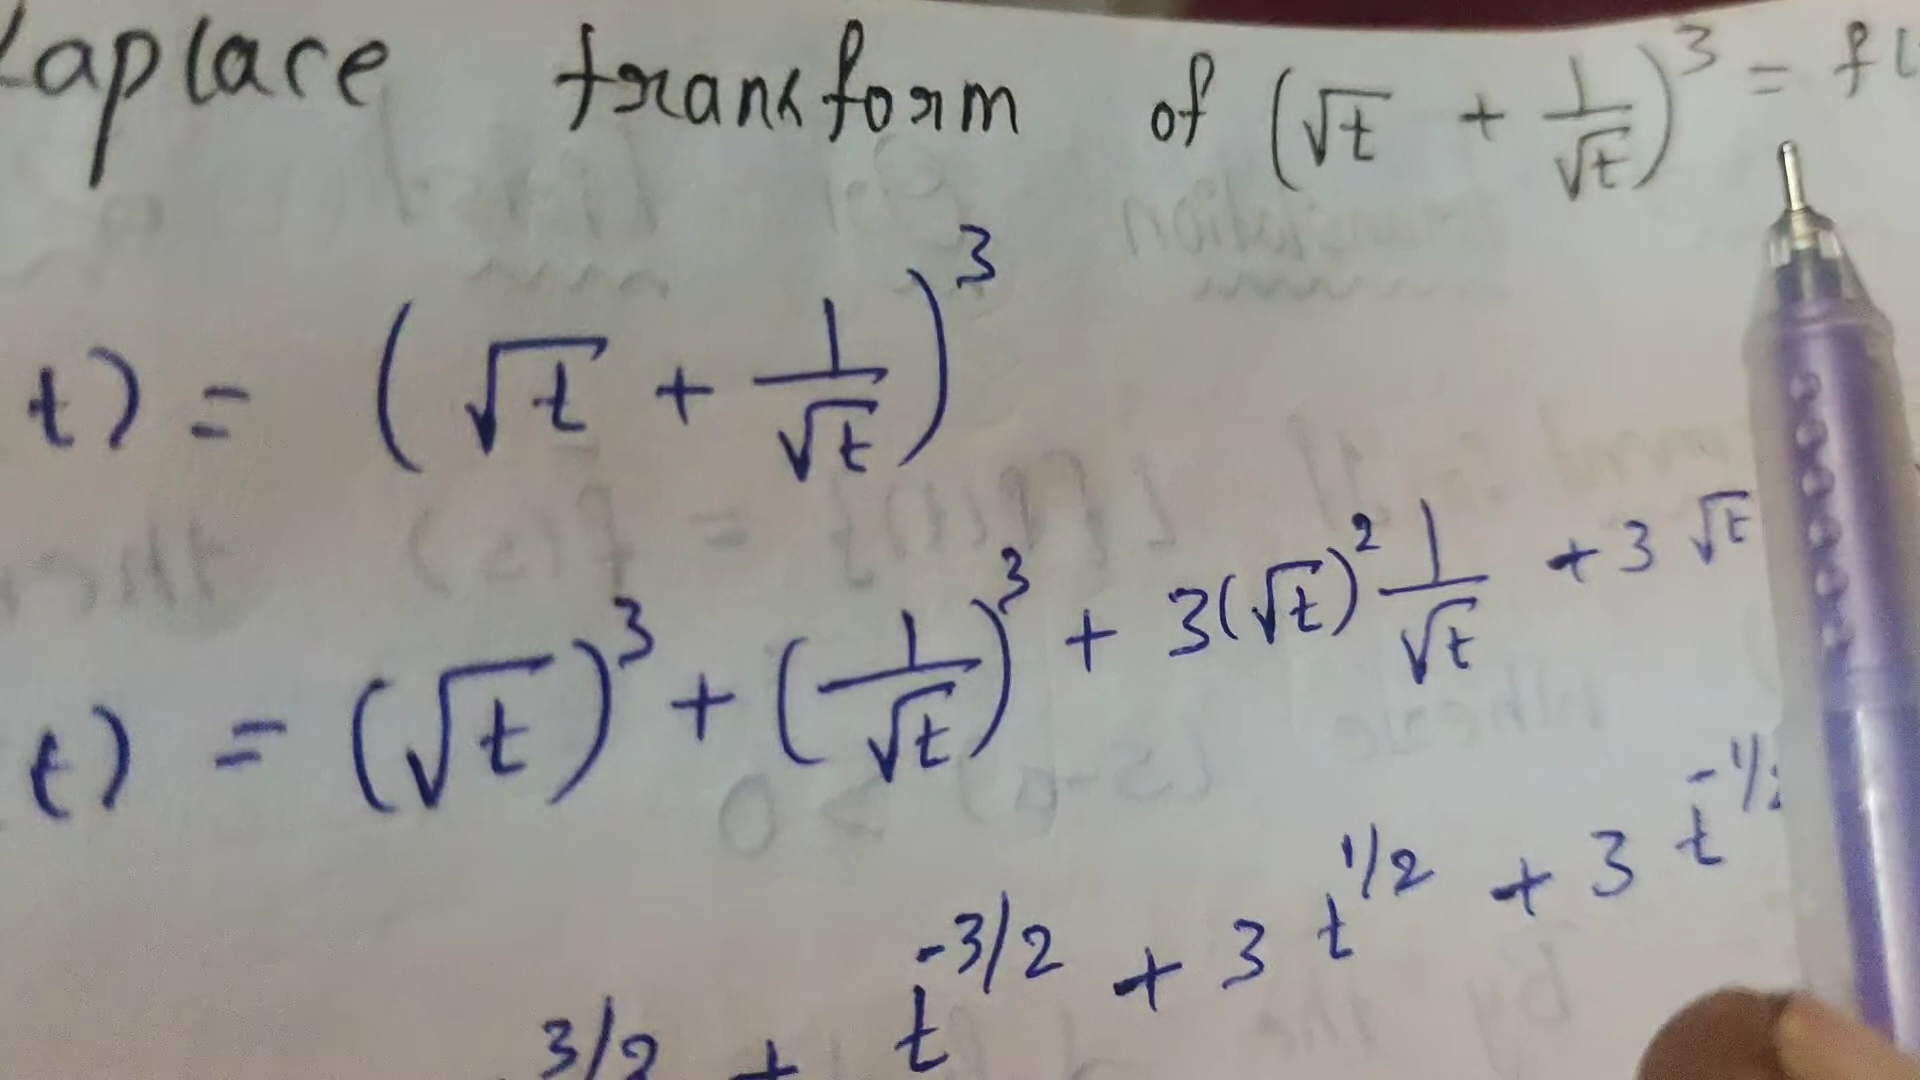 Laplace transform of (√t + 1/√t)³ = f(
t) = (√t + 1/√t)³
t) = (√t)³ + (1/√t)³ + 3(√t)² 1/√t + 3 √t
3/2 + t^-3/2 + 3 t^1/2 + 3 t^-1/2